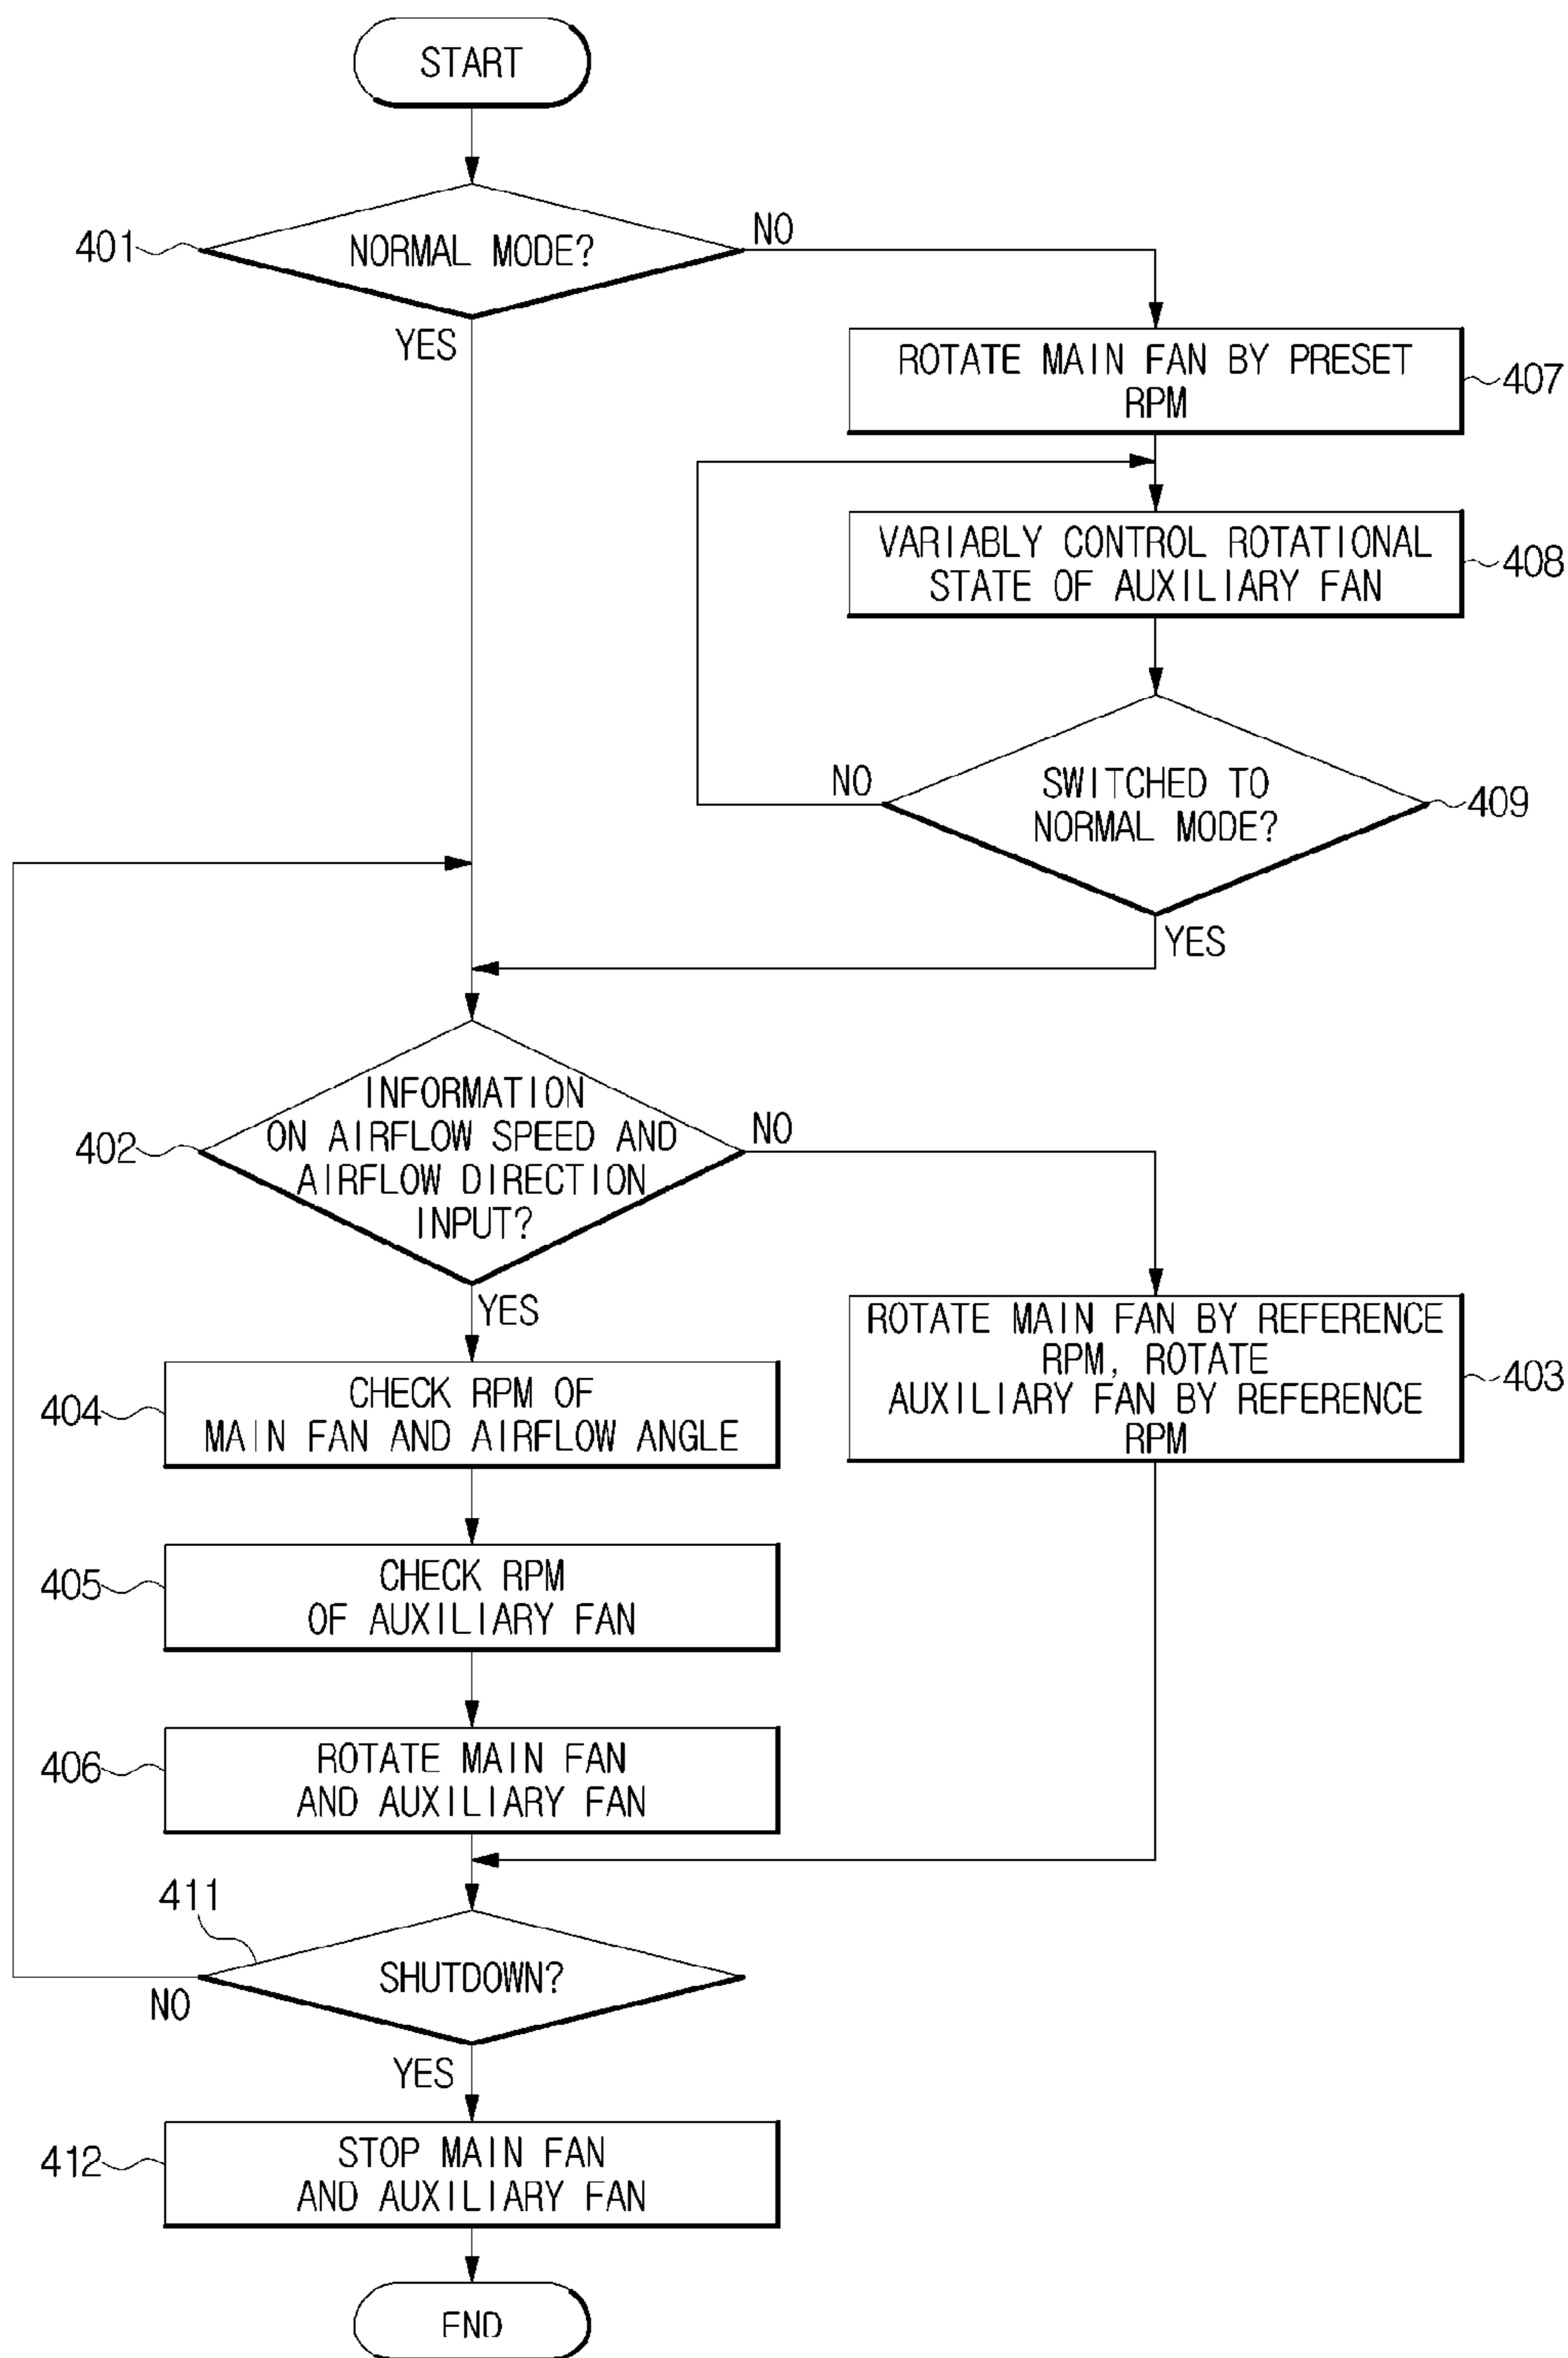 START
401
NORMAL MODE?
NO
YES
ROTATE MAIN FAN BY PRESET
RPM
407
VARIABLY CONTROL ROTATIONAL
STATE OF AUXILIARY FAN
408
NO
SWITCHED TO
NORMAL MODE?
409
YES
402
INFORMATION
ON AIRFLOW SPEED AND
AIRFLOW DIRECTION
INPUT?
NO
YES
ROTATE MAIN FAN BY REFERENCE
RPM, ROTATE
AUXILIARY FAN BY REFERENCE
RPM
403
404
CHECK RPM OF
MAIN FAN AND AIRFLOW ANGLE
405
CHECK RPM
OF AUXILIARY FAN
406
ROTATE MAIN FAN
AND AUXILIARY FAN
411
SHUTDOWN?
NO
YES
412
STOP MAIN FAN
AND AUXILIARY FAN
END